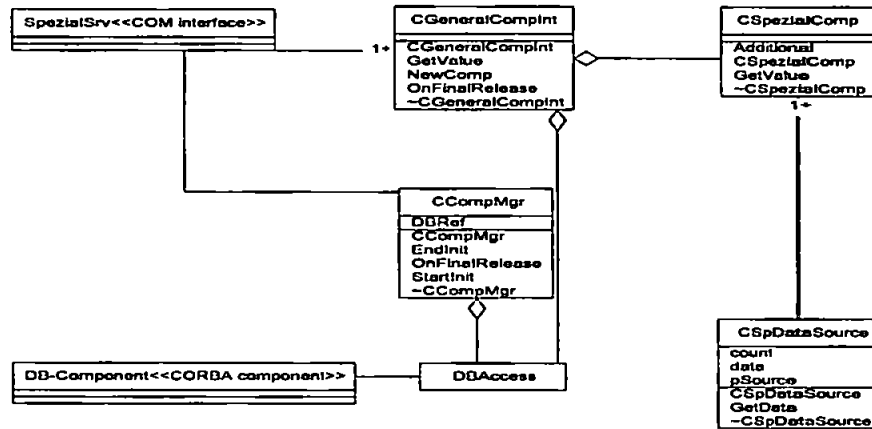 SpezialSrv<<COM interface>>
CGeneralCompInt
CGeneralCompInt
GetValue
NewComp
OnFinalRelease
~CGeneralCompInt
1+
CSpezialComp
Additional
CSpezialComp
GetValue
~CSpezialComp
1+
CCompMgr
DBRef
CCompMgr
EndInit
OnFinalRelease
StartInit
~CCompMgr
CSpDataSource
count
data
pSource
CSpDataSource
GetData
~CSpDataSource
DB-Component<<CORBA component>>
DBAccess